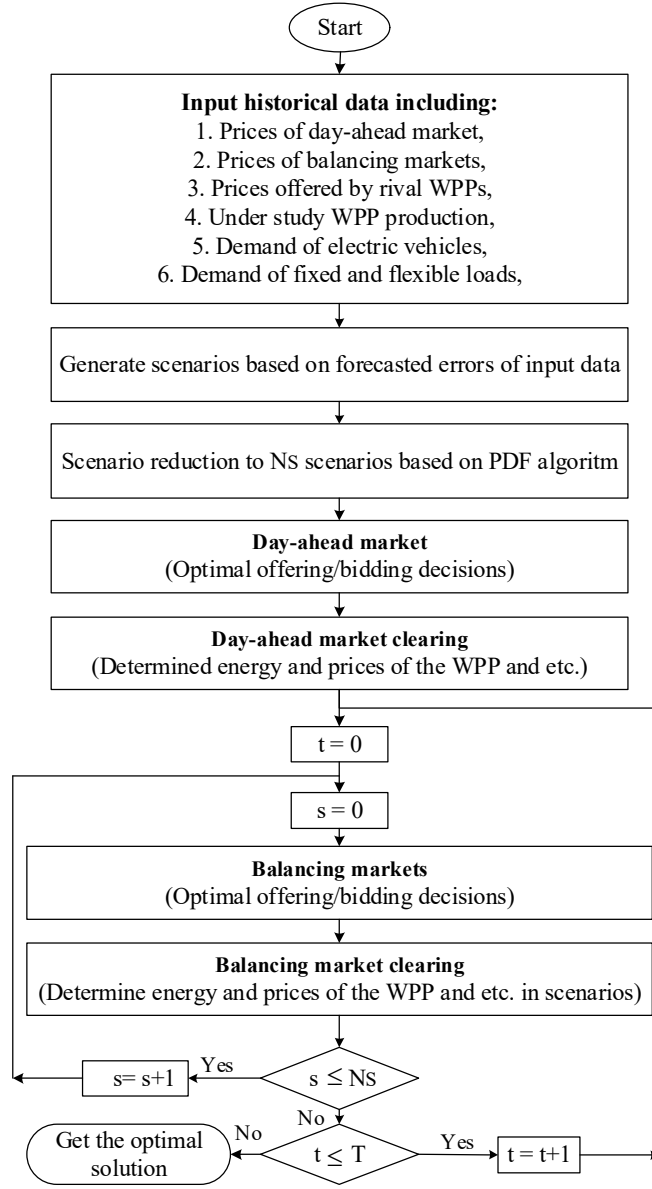 Start
Input historical data including:
1. Prices of day-ahead market,
2. Prices of balancing markets,
3. Prices offered by rival WPPs,
4. Under study WPP production,
5. Demand of electric vehicles,
6. Demand of fixed and flexible loads,
Generate scenarios based on forecasted errors of input data
Scenario reduction to NS scenarios based on PDF algoritm
Day-ahead market
(Optimal offering/bidding decisions)
Day-ahead market clearing
(Determined energy and prices of the WPP and etc.)
t = 0
s = 0
Balancing markets
(Optimal offering/bidding decisions)
Balancing market clearing
(Determine energy and prices of the WPP and etc. in scenarios)
s= s+1
Yes
s ≤ NS
No
Get the optimal
solution
No
t ≤ T
Yes
t = t+1